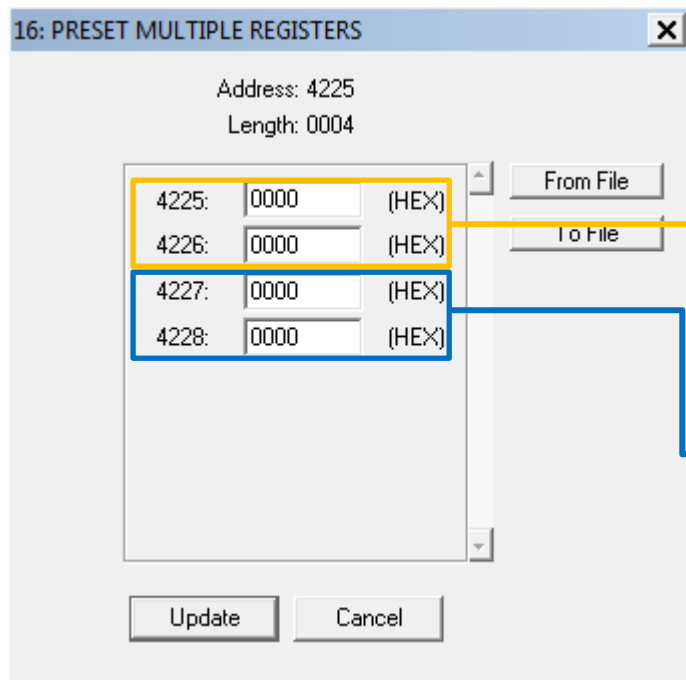 16: PRESET MULTIPLE REGISTERS
Address: 4225
Length: 0004
4225: 0000 (HEX)
4226: 0000 (HEX)
4227: 0000 (HEX)
4228: 0000 (HEX)
From File
To File
Update Cancel